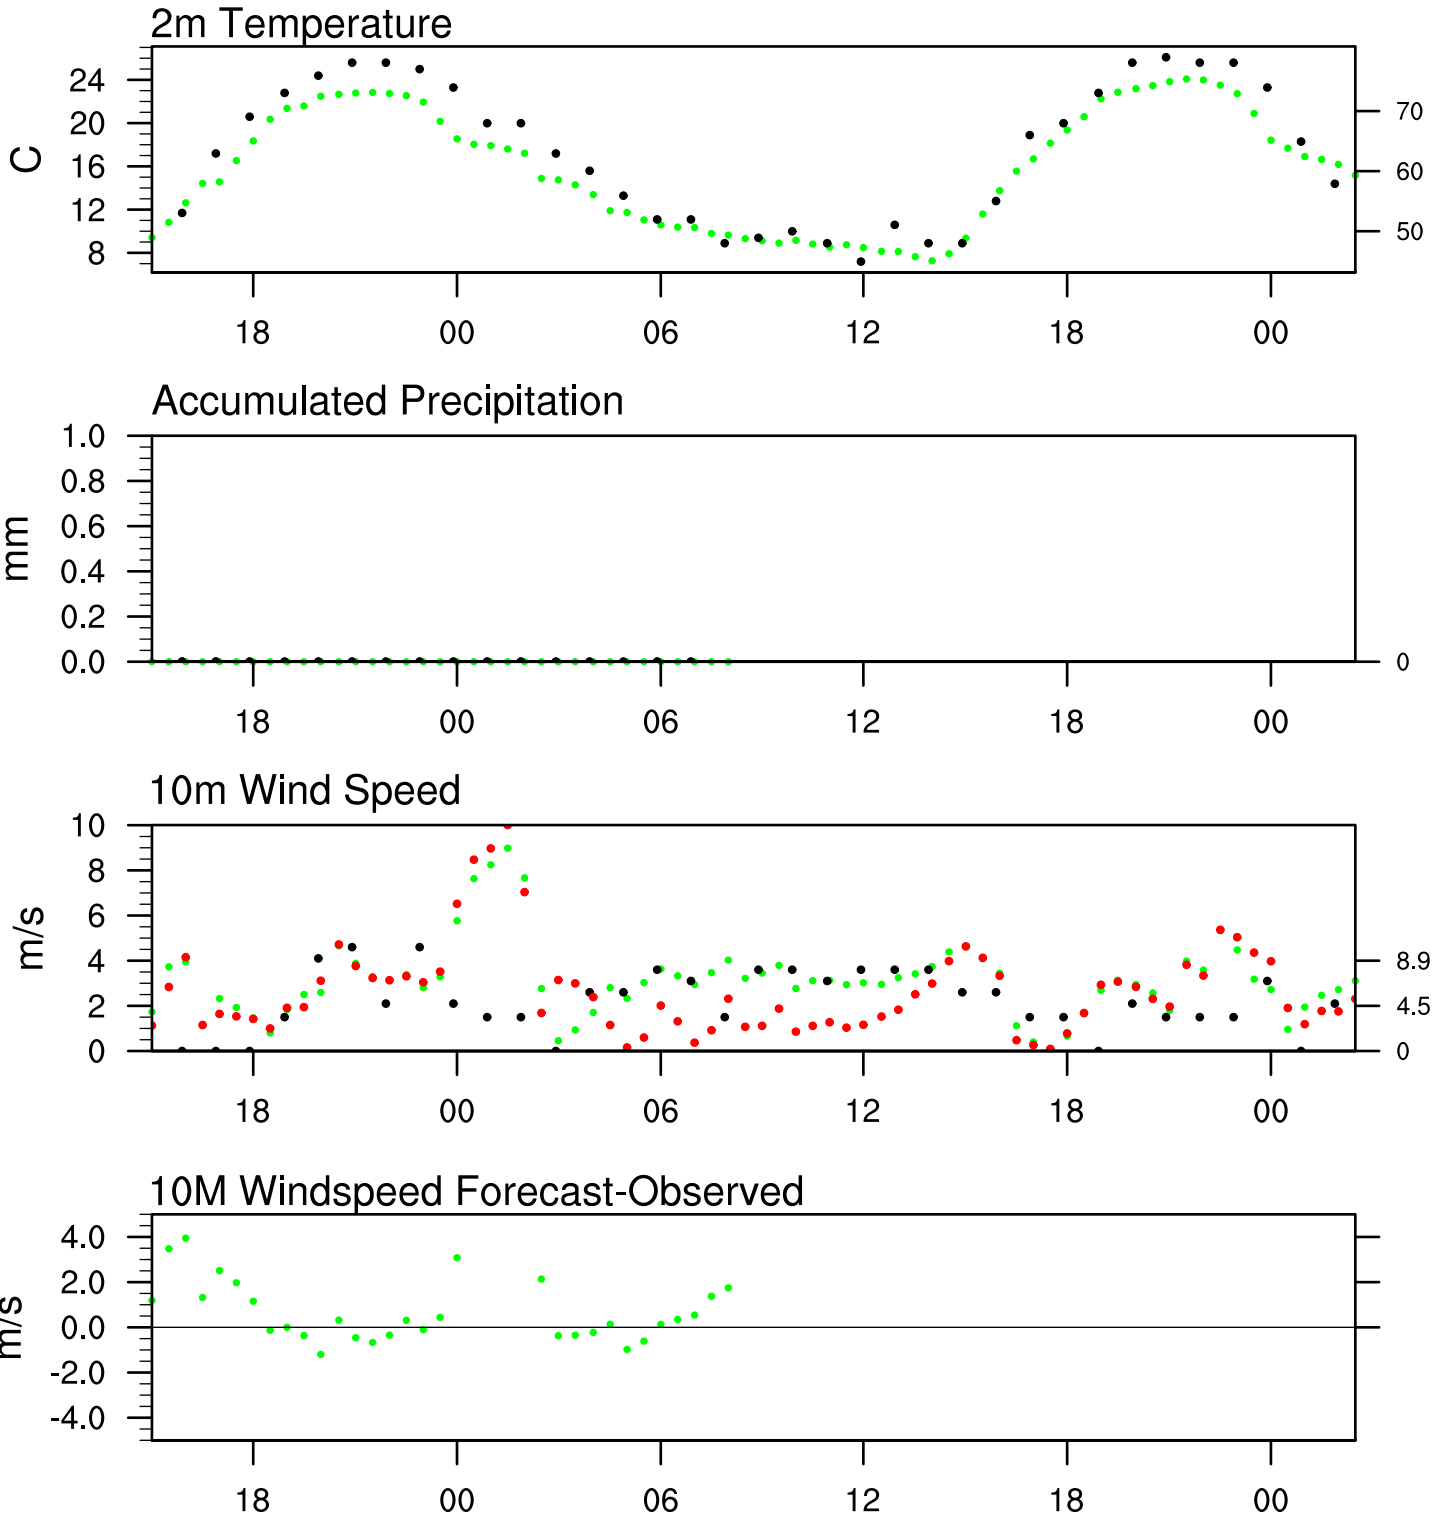 2m Temperature
C
24
20
16
12
8
70
60
50
18 00 06 12 18 00
Accumulated Precipitation
mm
1.0
0.8
0.6
0.4
0.2
0.0
0
18 00 06 12 18 00
10m Wind Speed
m/s
10
8
6
4
2
0
8.9
4.5
0
18 00 06 12 18 00
10M Windspeed Forecast-Observed
m/s
4.0
2.0
0.0
-2.0
-4.0
18 00 06 12 18 00